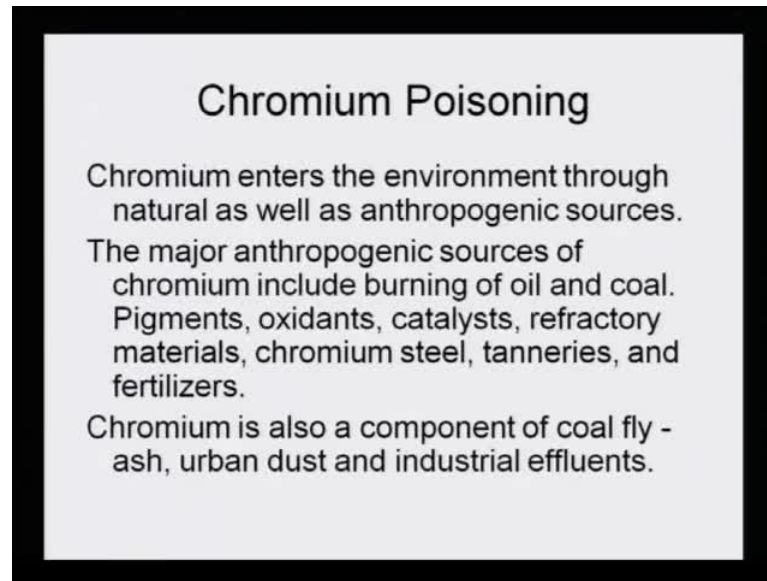 Chromium Poisoning
Chromium enters the environment through
natural as well as anthropogenic sources.
The major anthropogenic sources of
chromium include burning of oil and coal.
Pigments, oxidants, catalysts, refractory
materials, chromium steel, tanneries, and
fertilizers.
Chromium is also a component of coal fly -
ash, urban dust and industrial effluents.